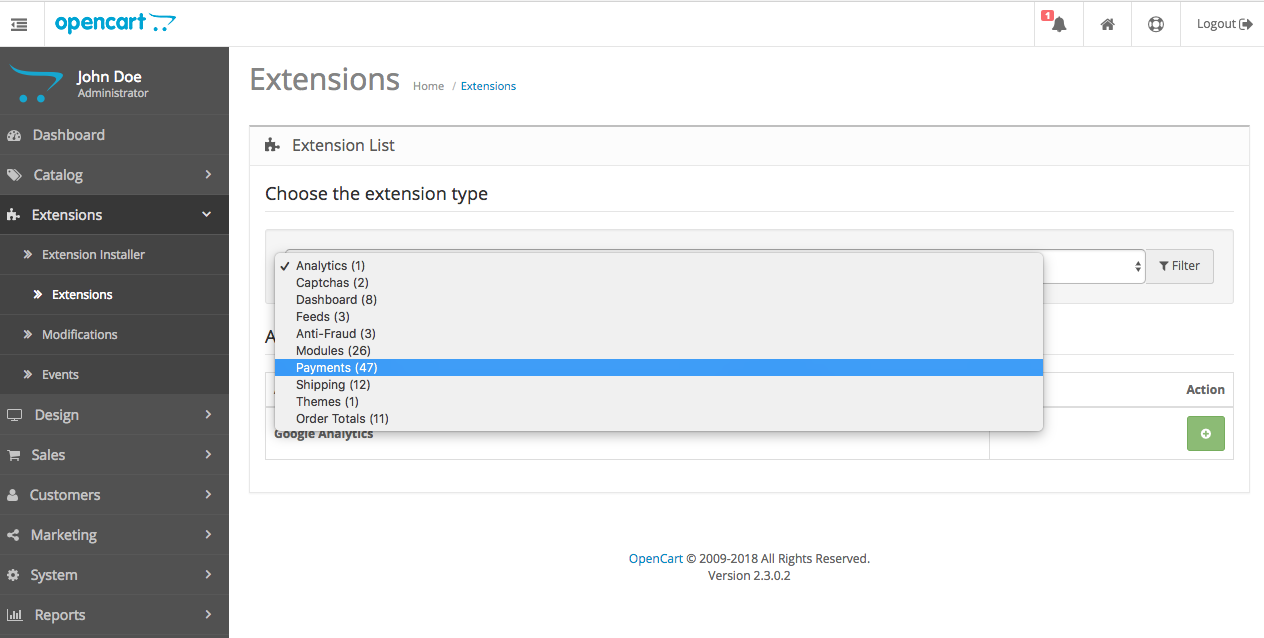 opencart
1
Logout
John Doe
Administrator
Dashboard
Catalog
Extensions
Extension Installer
Extensions
Modifications
Events
Design
Sales
Customers
Marketing
System
Reports
Extensions Home / Extensions
Extension List
Choose the extension type
Analytics (1)
Captchas (2)
Dashboard (8)
Feeds (3)
Anti-Fraud (3)
Modules (26)
Payments (47)
Shipping (12)
Themes (1)
Order Totals (11)
Filter
Action
Google Analytics
OpenCart © 2009-2018 All Rights Reserved.
Version 2.3.0.2